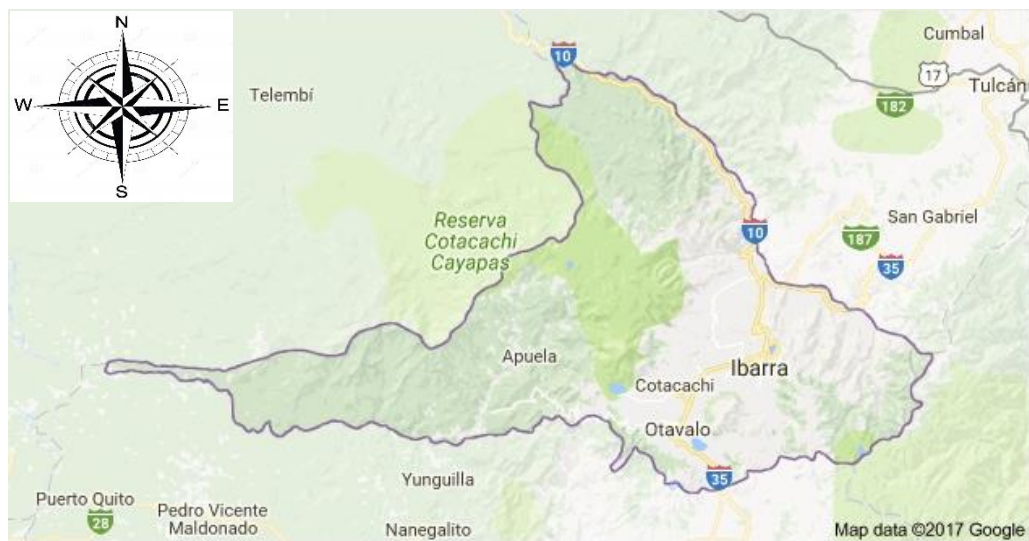 N
W
E
S
10
Cumbal
17
Tulcán
182
Telembí
Reserva
Cotacachi
Cayapas
San Gabriel
10
187
35
Apuela
Cotacachi
Ibarra
Otavalo
35
Yunguilla
Puerto Quito
28
Pedro Vicente
Maldonado
Nanegalito
Map data ©2017 Google